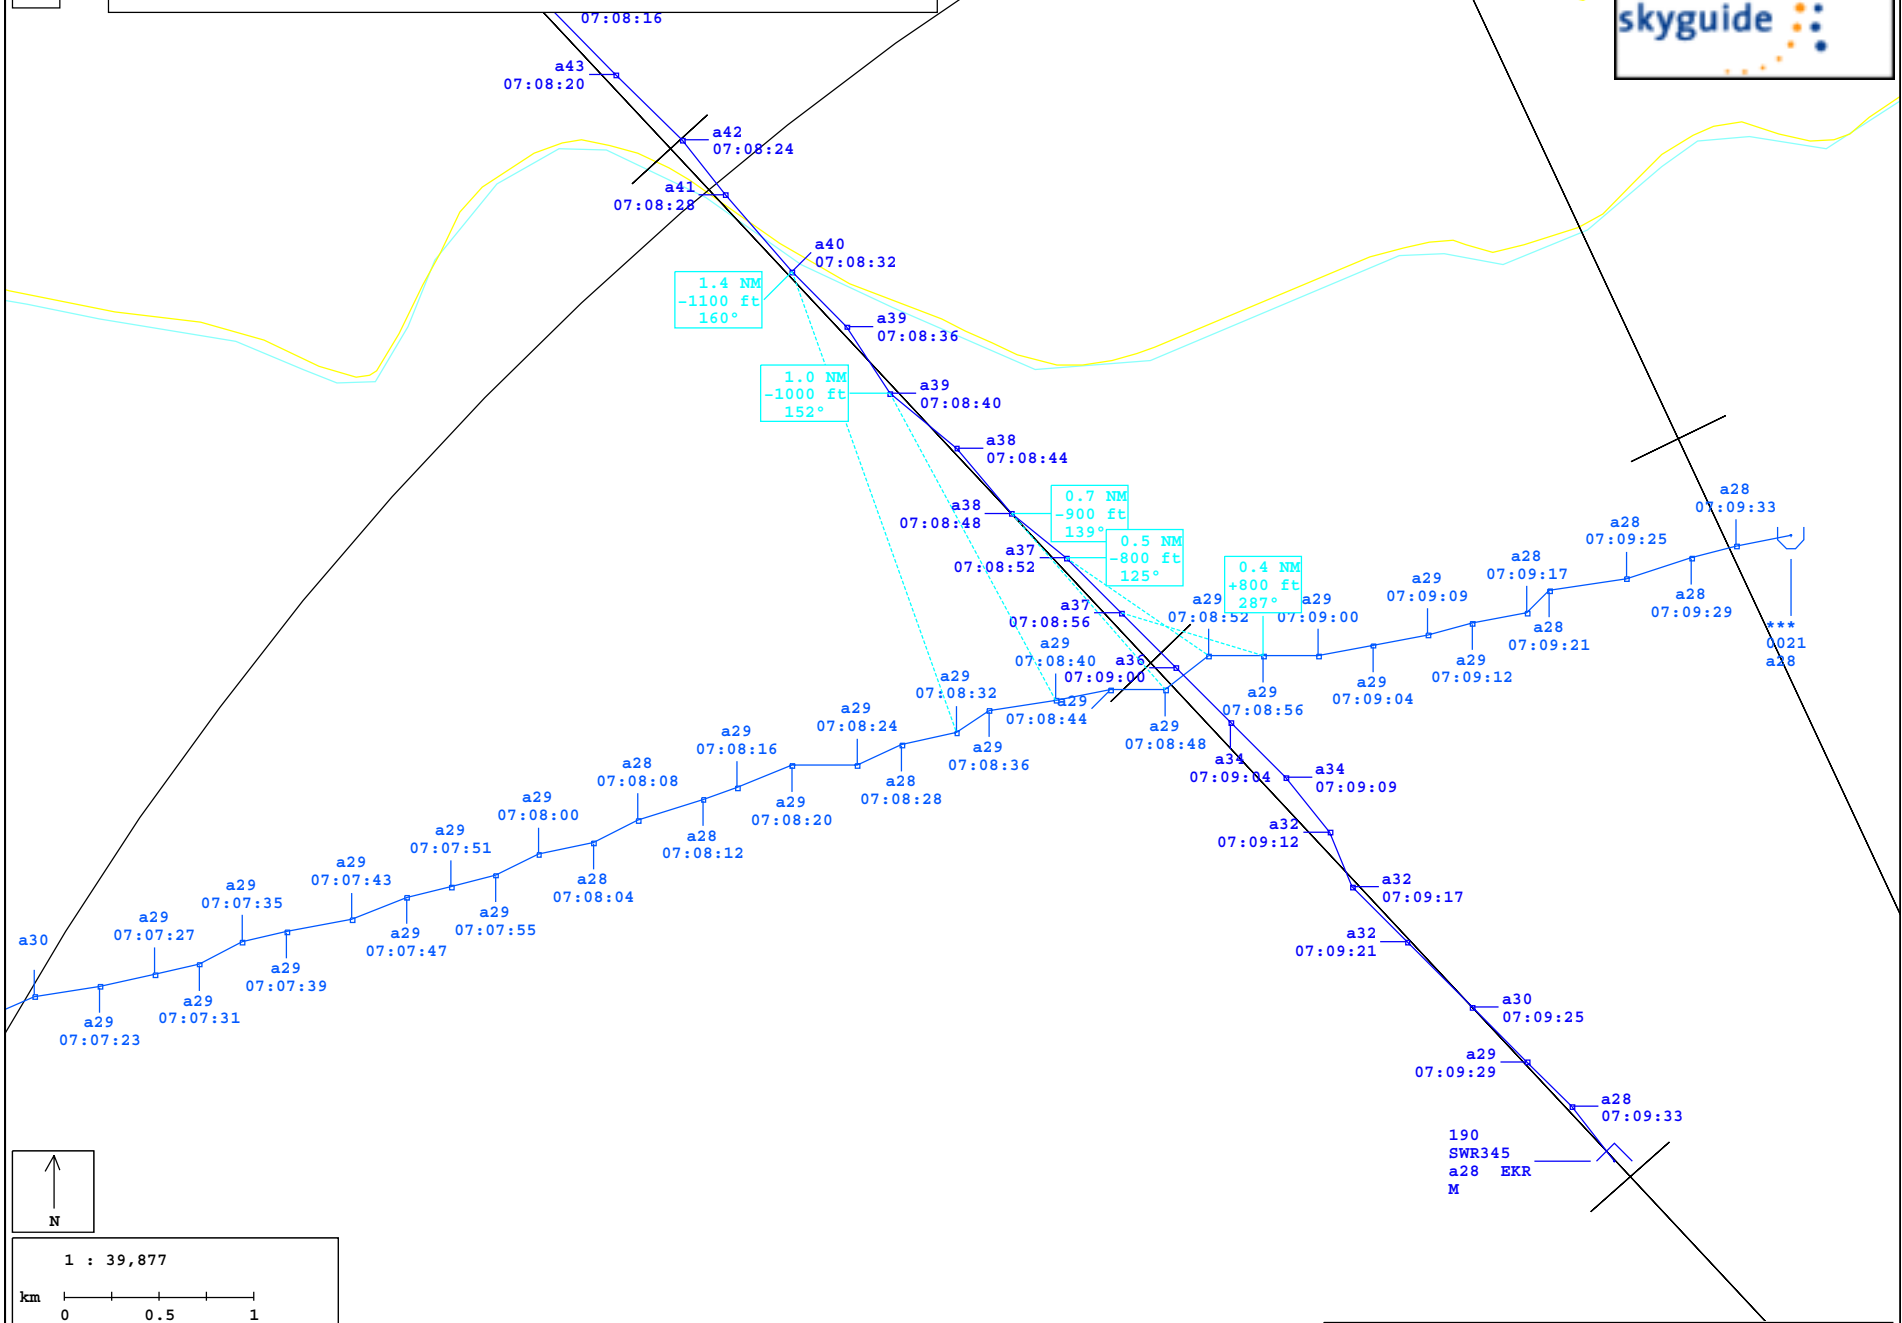 07:08:16
skyguide
a43
07:08:20
a42
07:08:24
a41
07:08:28
a40
07:08:32
1.4 NM
-1100 ft
160°
a39
07:08:36
1.0 NM
-1000 ft
152°
a39
07:08:40
a38
07:08:44
a38
07:08:48
0.7 NM
-900 ft
139°
a37
07:08:52
0.5 NM
-800 ft
125°
a37
07:08:56
0.4 NM
+800 ft
287°
a36
07:09:00
a34
07:09:04
a34
07:09:09
a32
07:09:12
a32
07:09:17
a32
07:09:21
a30
07:09:25
a29
07:09:29
a28
07:09:33
190
SWR345
a28 EKR
M
a30
a29
07:07:23
a29
07:07:27
a29
07:07:31
a29
07:07:35
a29
07:07:39
a29
07:07:43
a29
07:07:47
a29
07:07:51
a29
07:07:55
a29
07:08:00
a28
07:08:04
a28
07:08:08
a28
07:08:12
a29
07:08:16
a29
07:08:20
a29
07:08:24
a28
07:08:28
a29
07:08:32
a29
07:08:36
a29
07:08:40
a29
07:08:44
a29
07:08:48
a29
07:08:52
a29
07:08:56
a29
07:09:00
a29
07:09:04
a29
07:09:09
a29
07:09:12
a28
07:09:17
a28
07:09:21
a28
07:09:25
a28
07:09:29
a28
07:09:33
***
0021
a28
N
1 : 39,877
km
0 0.5 1